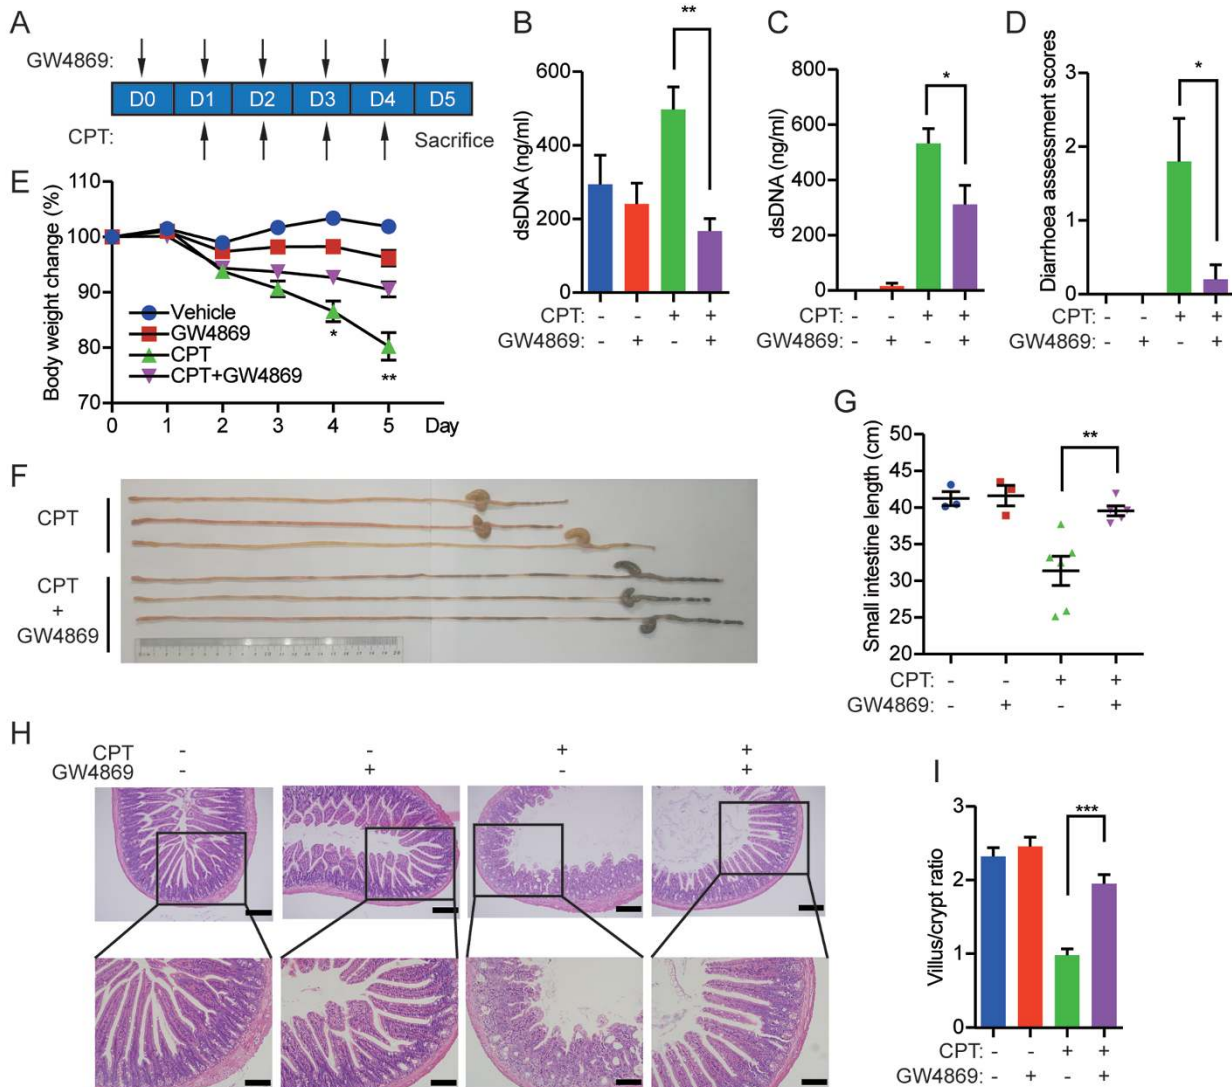 A
GW4869:
D0 D1 D2 D3 D4 D5
CPT: Sacrifice
B
**
dsDNA (ng/ml)
600
400
200
0
CPT: - - + +
GW4869: - + - +
C
*
dsDNA (ng/ml)
800
600
400
200
0
CPT: - - + +
GW4869: - + - +
D
*
Diarrhoea assessment scores
3
2
1
0
CPT: - - + +
GW4869: - + - +
E
Body weight change (%)
110
100
90
80
70
Vehicle
GW4869
CPT
CPT+GW4869
*
**
0 1 2 3 4 5 Day
F
CPT
CPT
+
GW4869
G
**
Small intestine length (cm)
50
45
40
35
30
25
20
CPT: - - + +
GW4869: - + - +
H
CPT - - + +
GW4869 - + - +
I
***
Villus/crypt ratio
3
2
1
0
CPT: - - + +
GW4869: - + - +